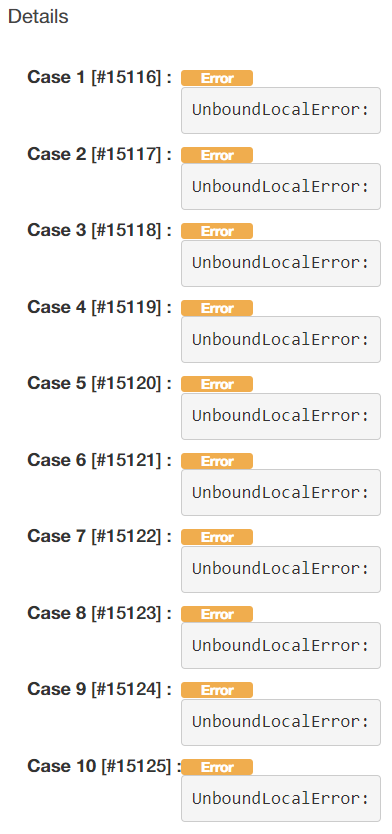 Details
Case 1 [#15116] : Error
UnboundLocalError:
Case 2 [#15117] : Error
UnboundLocalError:
Case 3 [#15118] : Error
UnboundLocalError:
Case 4 [#15119] : Error
UnboundLocalError:
Case 5 [#15120] : Error
UnboundLocalError:
Case 6 [#15121] : Error
UnboundLocalError:
Case 7 [#15122] : Error
UnboundLocalError:
Case 8 [#15123] : Error
UnboundLocalError:
Case 9 [#15124] : Error
UnboundLocalError:
Case 10 [#15125] : Error
UnboundLocalError: